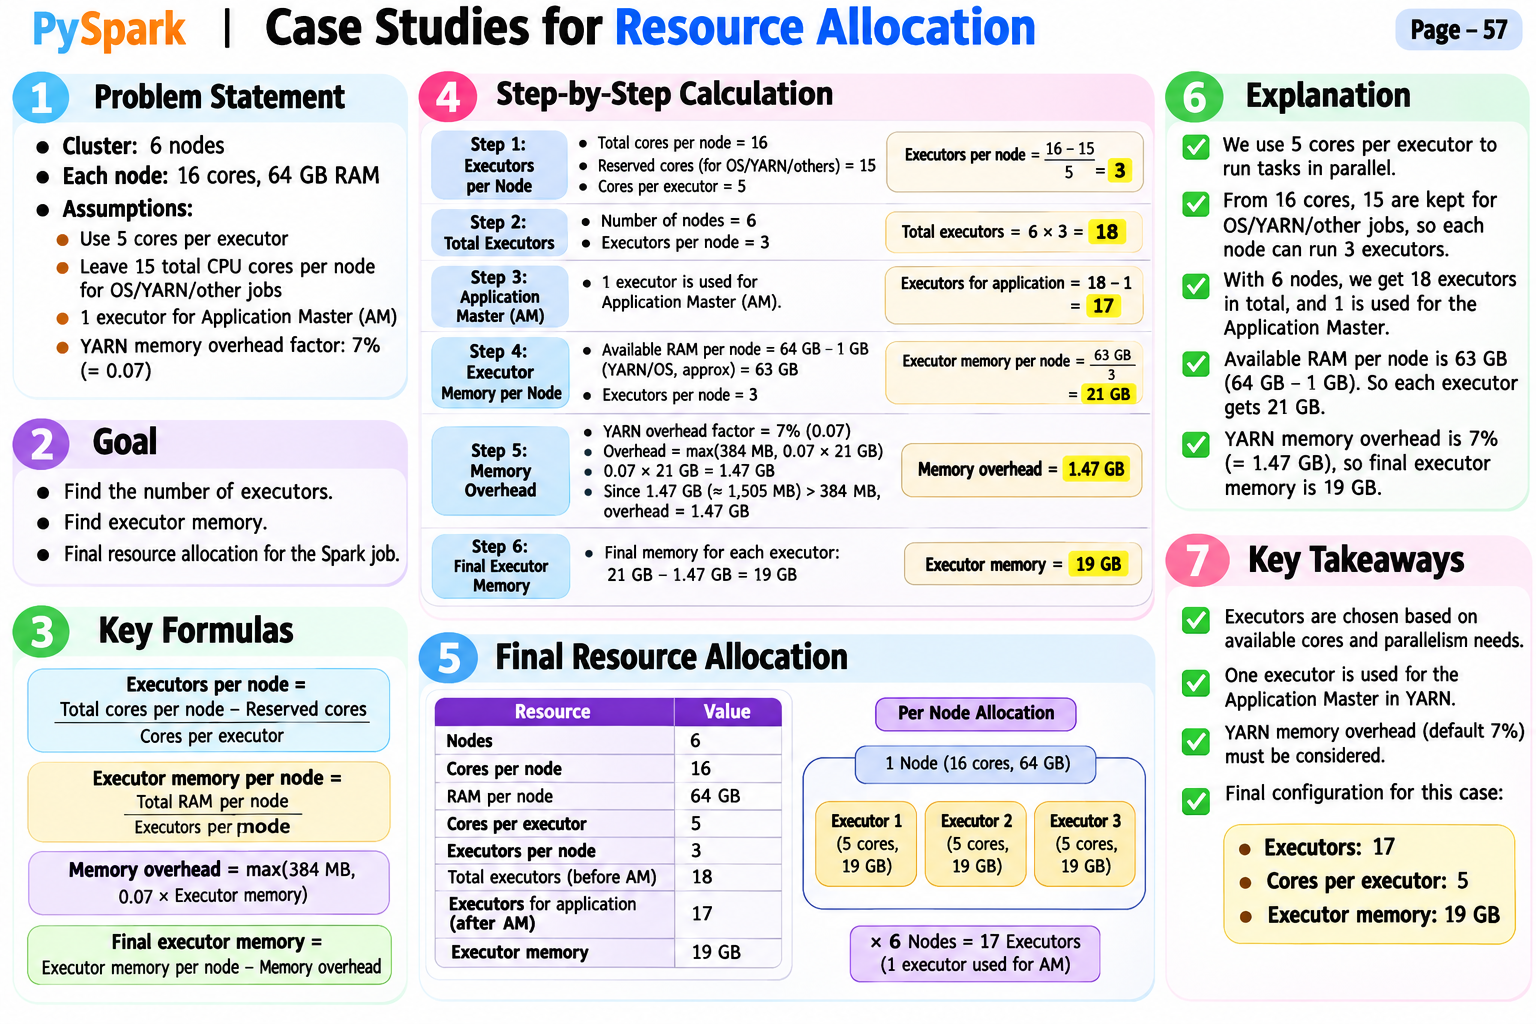 PySpark | Case Studies for Resource Allocation
Page – 57
1 Problem Statement
● Cluster: 6 nodes
● Each node: 16 cores, 64 GB RAM
● Assumptions:
● Use 5 cores per executor
● Leave 15 total CPU cores per node
for OS/YARN/other jobs
● 1 executor for Application Master (AM)
● YARN memory overhead factor: 7%
(= 0.07)
2 Goal
● Find the number of executors.
● Find executor memory.
● Final resource allocation for the Spark job.
3 Key Formulas
Executors per node =
Total cores per node – Reserved cores
Cores per executor
Executor memory per node =
Total RAM per node
Executors per mode
Memory overhead = max(384 MB,
0.07 × Executor memory)
Final executor memory =
Executor memory per node – Memory overhead
4 Step-by-Step Calculation
Step 1:
Executors
per Node
● Total cores per node = 16
● Reserved cores (for OS/YARN/others) = 15
● Cores per executor = 5
Executors per node = 16 – 15
5
= 3
Step 2:
Total Executors
● Number of nodes = 6
● Executors per node = 3
Total executors = 6 × 3 = 18
Step 3:
Application
Master (AM)
● 1 executor is used for
Application Master (AM).
Executors for application = 18 – 1
= 17
Step 4:
Executor
Memory per Node
● Available RAM per node = 64 GB – 1 GB
(YARN/OS, approx) = 63 GB
● Executors per node = 3
Executor memory per node = 63 GB
3
= 21 GB
Step 5:
Memory
Overhead
● YARN overhead factor = 7% (0.07)
● Overhead = max(384 MB, 0.07 × 21 GB)
● 0.07 × 21 GB = 1.47 GB
● Since 1.47 GB (≈ 1,505 MB) > 384 MB,
overhead = 1.47 GB
Memory overhead = 1.47 GB
Step 6:
Final Executor
Memory
● Final memory for each executor:
21 GB – 1.47 GB = 19 GB
Executor memory = 19 GB
5 Final Resource Allocation
Resource Value
Nodes 6
Cores per node 16
RAM per node 64 GB
Cores per executor 5
Executors per node 3
Total executors (before AM) 18
Executors for application
(after AM) 17
Executor memory 19 GB
Per Node Allocation
1 Node (16 cores, 64 GB)
Executor 1
(5 cores,
19 GB)
Executor 2
(5 cores,
19 GB)
Executor 3
(5 cores,
19 GB)
× 6 Nodes = 17 Executors
(1 executor used for AM)
6 Explanation
✅ We use 5 cores per executor to
run tasks in parallel.
✅ From 16 cores, 15 are kept for
OS/YARN/other jobs, so each
node can run 3 executors.
✅ With 6 nodes, we get 18 executors
in total, and 1 is used for the
Application Master.
✅ Available RAM per node is 63 GB
(64 GB – 1 GB). So each executor
gets 21 GB.
✅ YARN memory overhead is 7%
(= 1.47 GB), so final executor
memory is 19 GB.
7 Key Takeaways
✅ Executors are chosen based on
available cores and parallelism needs.
✅ One executor is used for the
Application Master in YARN.
✅ YARN memory overhead (default 7%)
must be considered.
✅ Final configuration for this case:
● Executors: 17
● Cores per executor: 5
● Executor memory: 19 GB